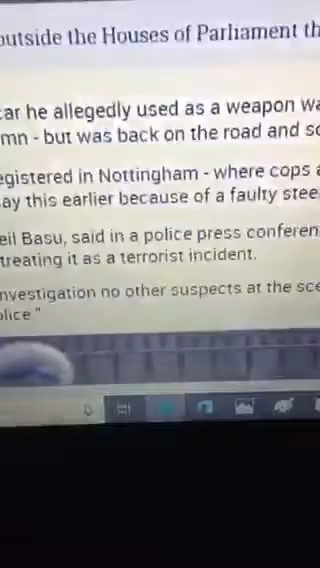 outside the Houses of Parliament th
car he allegedly used as a weapon wa
mn - but was back on the road and so
egistered in Nottingham - where cops a
ay this earlier because of a faulty stee
eil Basu, said in a police press conferen
treating it as a terrorist incident.
nvestigation no other suspects at the sce
olice "